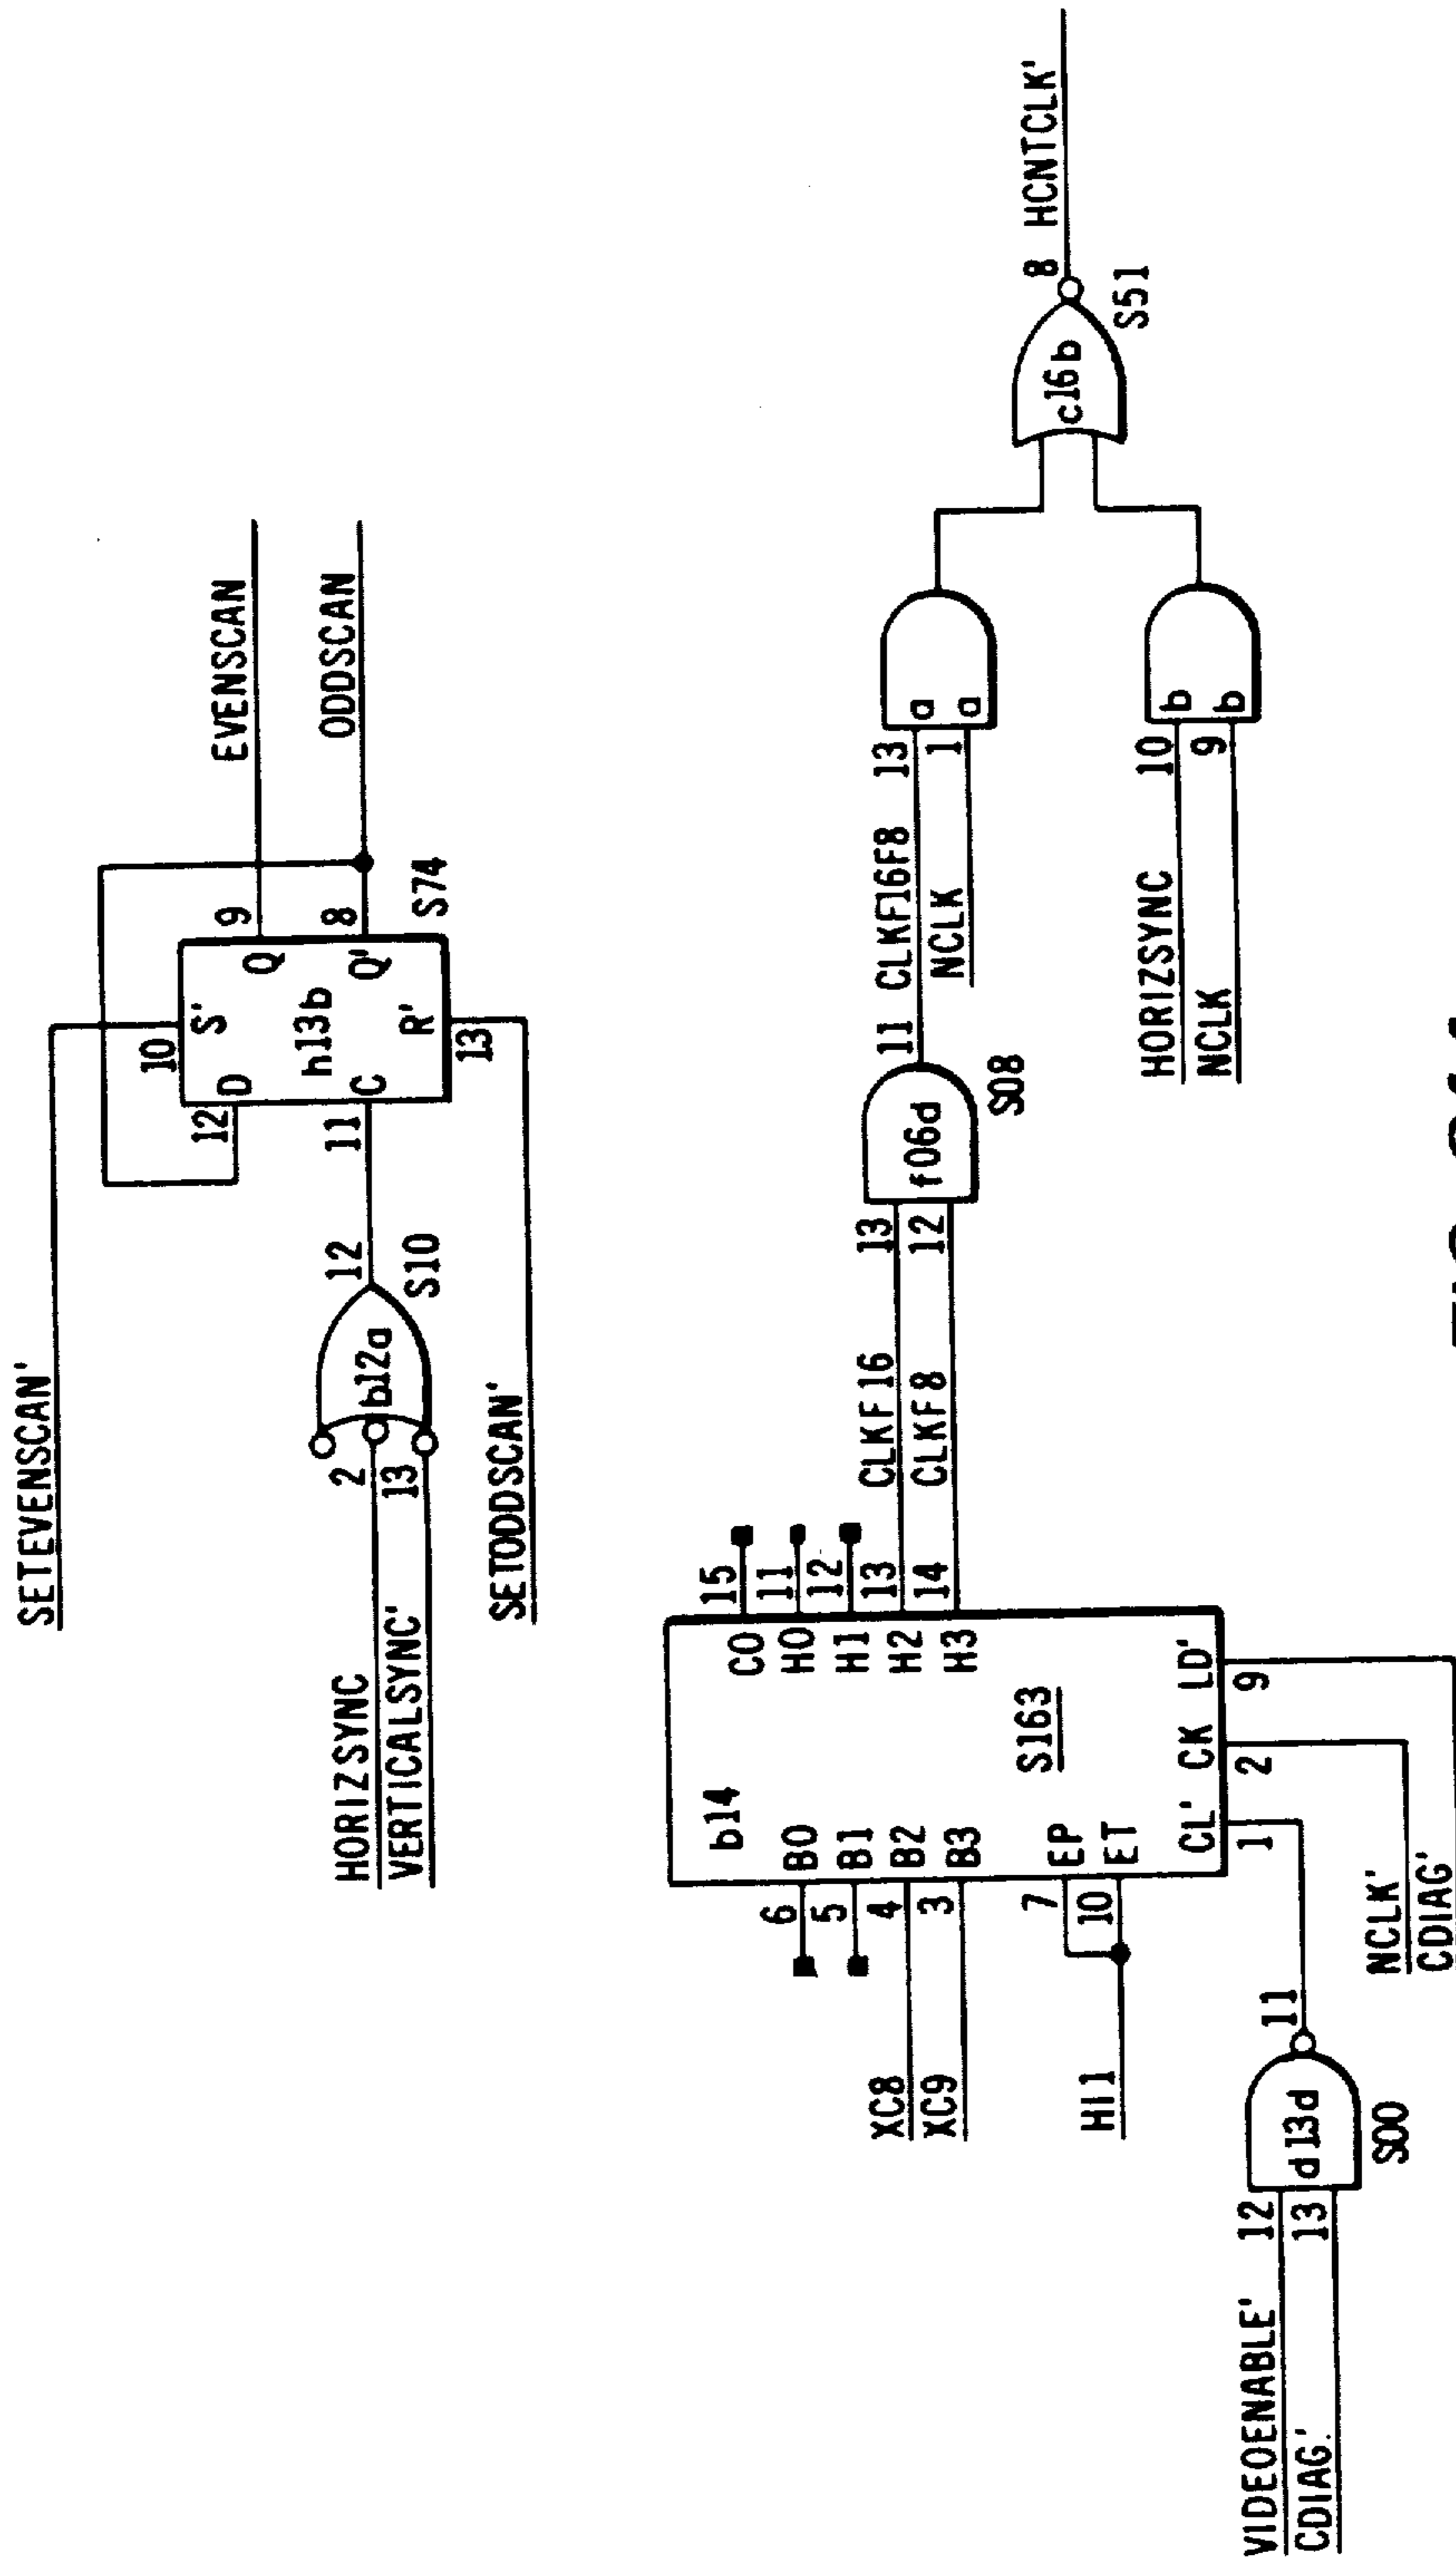 SETEVENSCAN'
HORIZSYNC
VERTICALSYNC'
2
13
b12a
S10
12
SETODDSCAN'
10
12
11
13
S'
D
C
R'
Q
Q'
h13b
9
8
S74
EVENSCAN
ODDSCAN
XC8
XC9
HI1
6
5
4
3
7
10
b14
B0
B1
B2
B3
EP
ET
S163
CO
H0
H1
H2
H3
CL'
CK
LD'
15
11
12
13
14
1
2
9
VIDEOENABLE'
CDIAG'
12
13
d13d
S00
11
NCLK'
CDIAG'
CLKF16
CLKF8
13
12
f06d
S08
11
CLKF16F8
NCLK
13
1
a
a
HORIZSYNC
NCLK
10
9
b
b
c16b
S51
8
HCNTCLK'